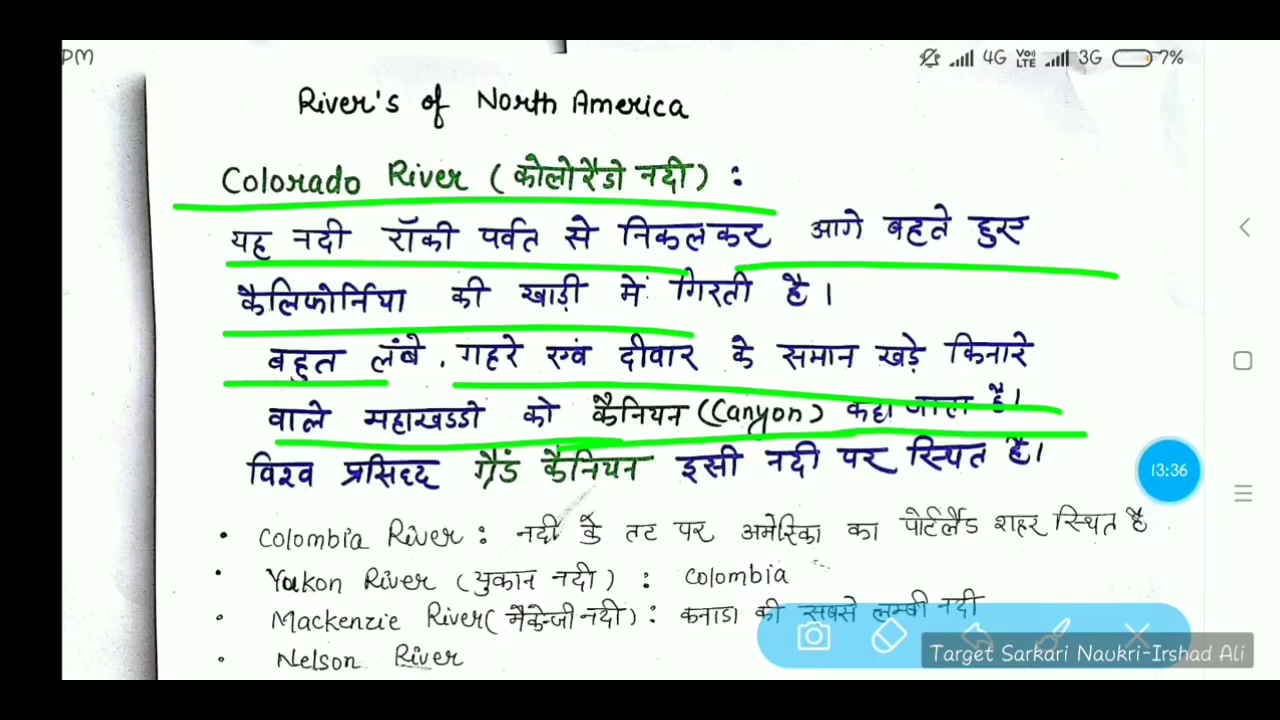 PM
4G VoLTE 3G 7%
River's of North America
Colorado River (कोलोरैडो नदी) :
यह नदी रॉकी पर्वत से निकलकर आगे बहते हुए
कैलिफोर्निया की खाड़ी में गिरती है।
बहुत लंबे, गहरे एवं दीवार के समान खड़े किनारे
वाले महाखडडो को कैनियन (Canyon) कहा जाता है।
विश्व प्रसिध्द ग्रैंड कैनियन इसी नदी पर स्थित है।
13:36
• Colombia River : नदी के तट पर अमेरिका का पोर्टलैंड शहर स्थित है
• Yakon River (युकान नदी) : Colombia
• Mackenzie River (मैकेन्जी नदी) : कनाडा की सबसे लम्बी नदी
• Nelson River
Target Sarkari Naukri-Irshad Ali